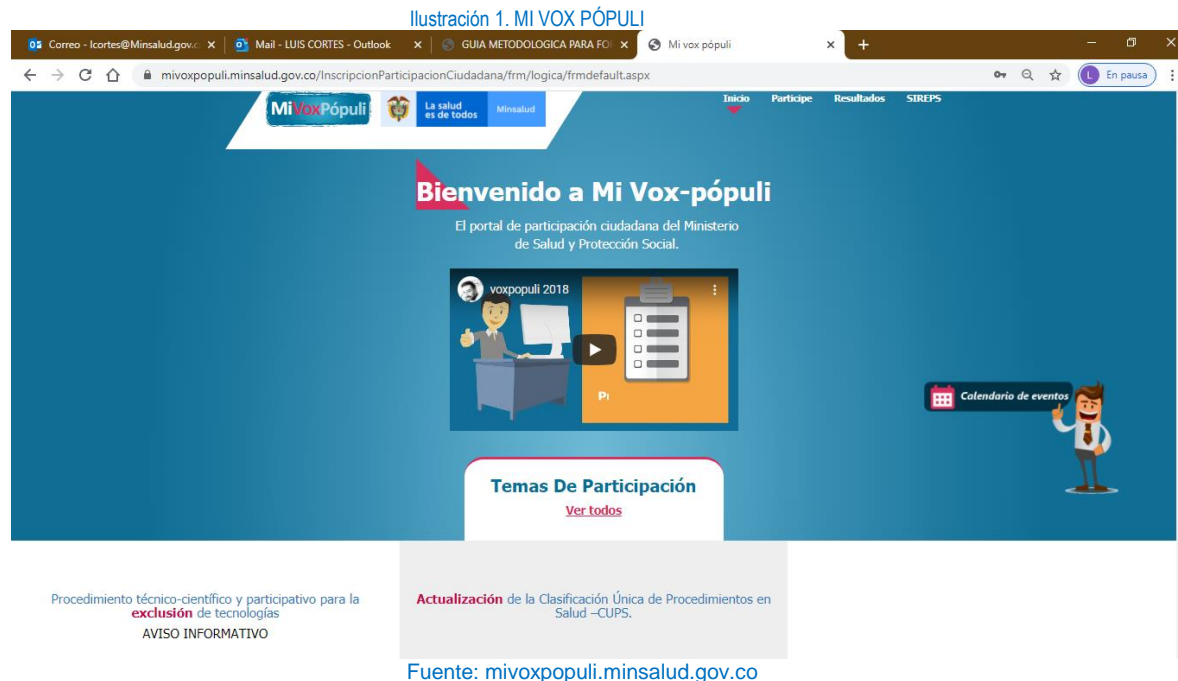 Ilustración 1. MI VOX PÓPULI
Correo - lcortes@Minsalud.gov.c
Mail - LUIS CORTES - Outlook
GUIA METODOLOGICA PARA FO
Mi vox pópuli
mivoxpopuli.minsalud.gov.co/InscripcionParticipacionCiudadana/frm/logica/frmdefault.aspx
L En pausa
MiVoxPópuli
La salud
es de todos
Minsalud
Inicio Participe Resultados SIREPS
Bienvenido a Mi Vox-pópuli
El portal de participación ciudadana del Ministerio
de Salud y Protección Social.
voxpopuli 2018
Calendario de eventos
Temas De Participación
Ver todos
Procedimiento técnico-científico y participativo para la
exclusión de tecnologías
AVISO INFORMATIVO
Actualización de la Clasificación Única de Procedimientos en
Salud –CUPS.
Fuente: mivoxpopuli.minsalud.gov.co